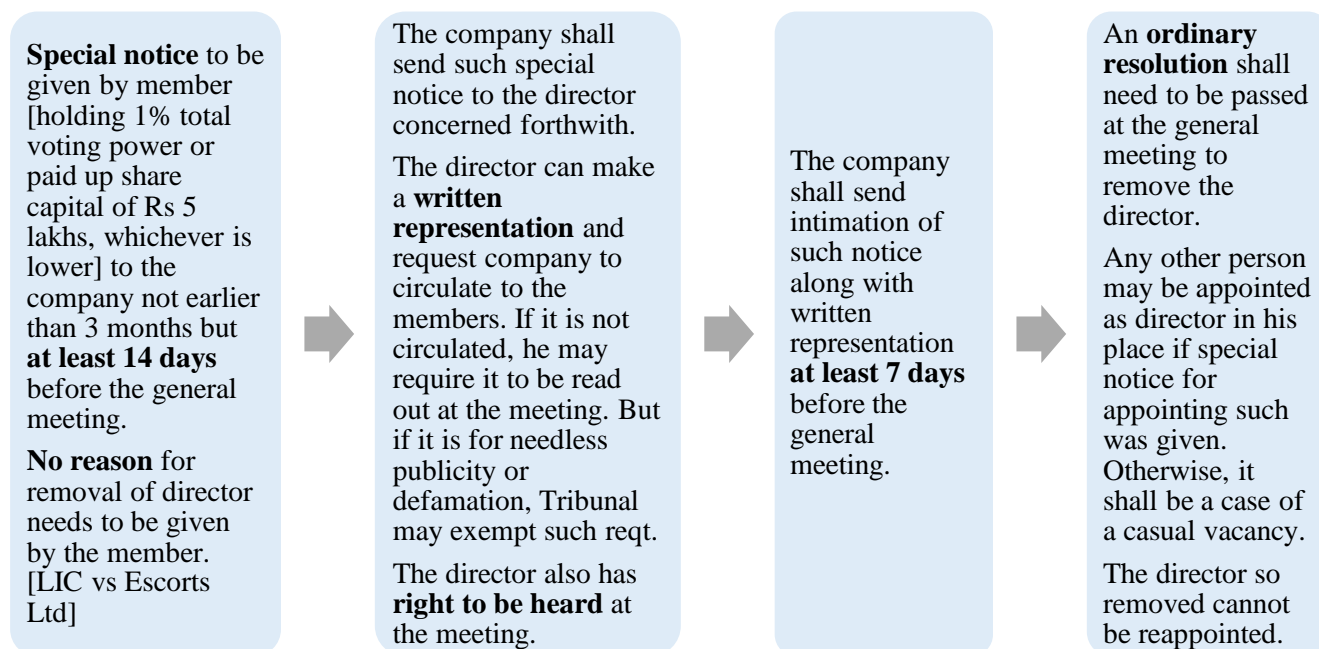 Special notice to be
given by member
[holding 1% total
voting power or
paid up share
capital of Rs 5
lakhs, whichever is
lower] to the
company not earlier
than 3 months but
at least 14 days
before the general
meeting.
No reason for
removal of director
needs to be given
by the member.
[LIC vs Escorts
Ltd]
The company shall
send such special
notice to the director
concerned forthwith.
The director can make
a written
representation and
request company to
circulate to the
members. If it is not
circulated, he may
require it to be read
out at the meeting. But
if it is for needless
publicity or
defamation, Tribunal
may exempt such reqt.
The director also has
right to be heard at
the meeting.
The company
shall send
intimation of
such notice
along with
written
representation
at least 7 days
before the
general
meeting.
An ordinary
resolution shall
need to be passed
at the general
meeting to
remove the
director.
Any other person
may be appointed
as director in his
place if special
notice for
appointing such
was given.
Otherwise, it
shall be a case of
a casual vacancy.
The director so
removed cannot
be reappointed.